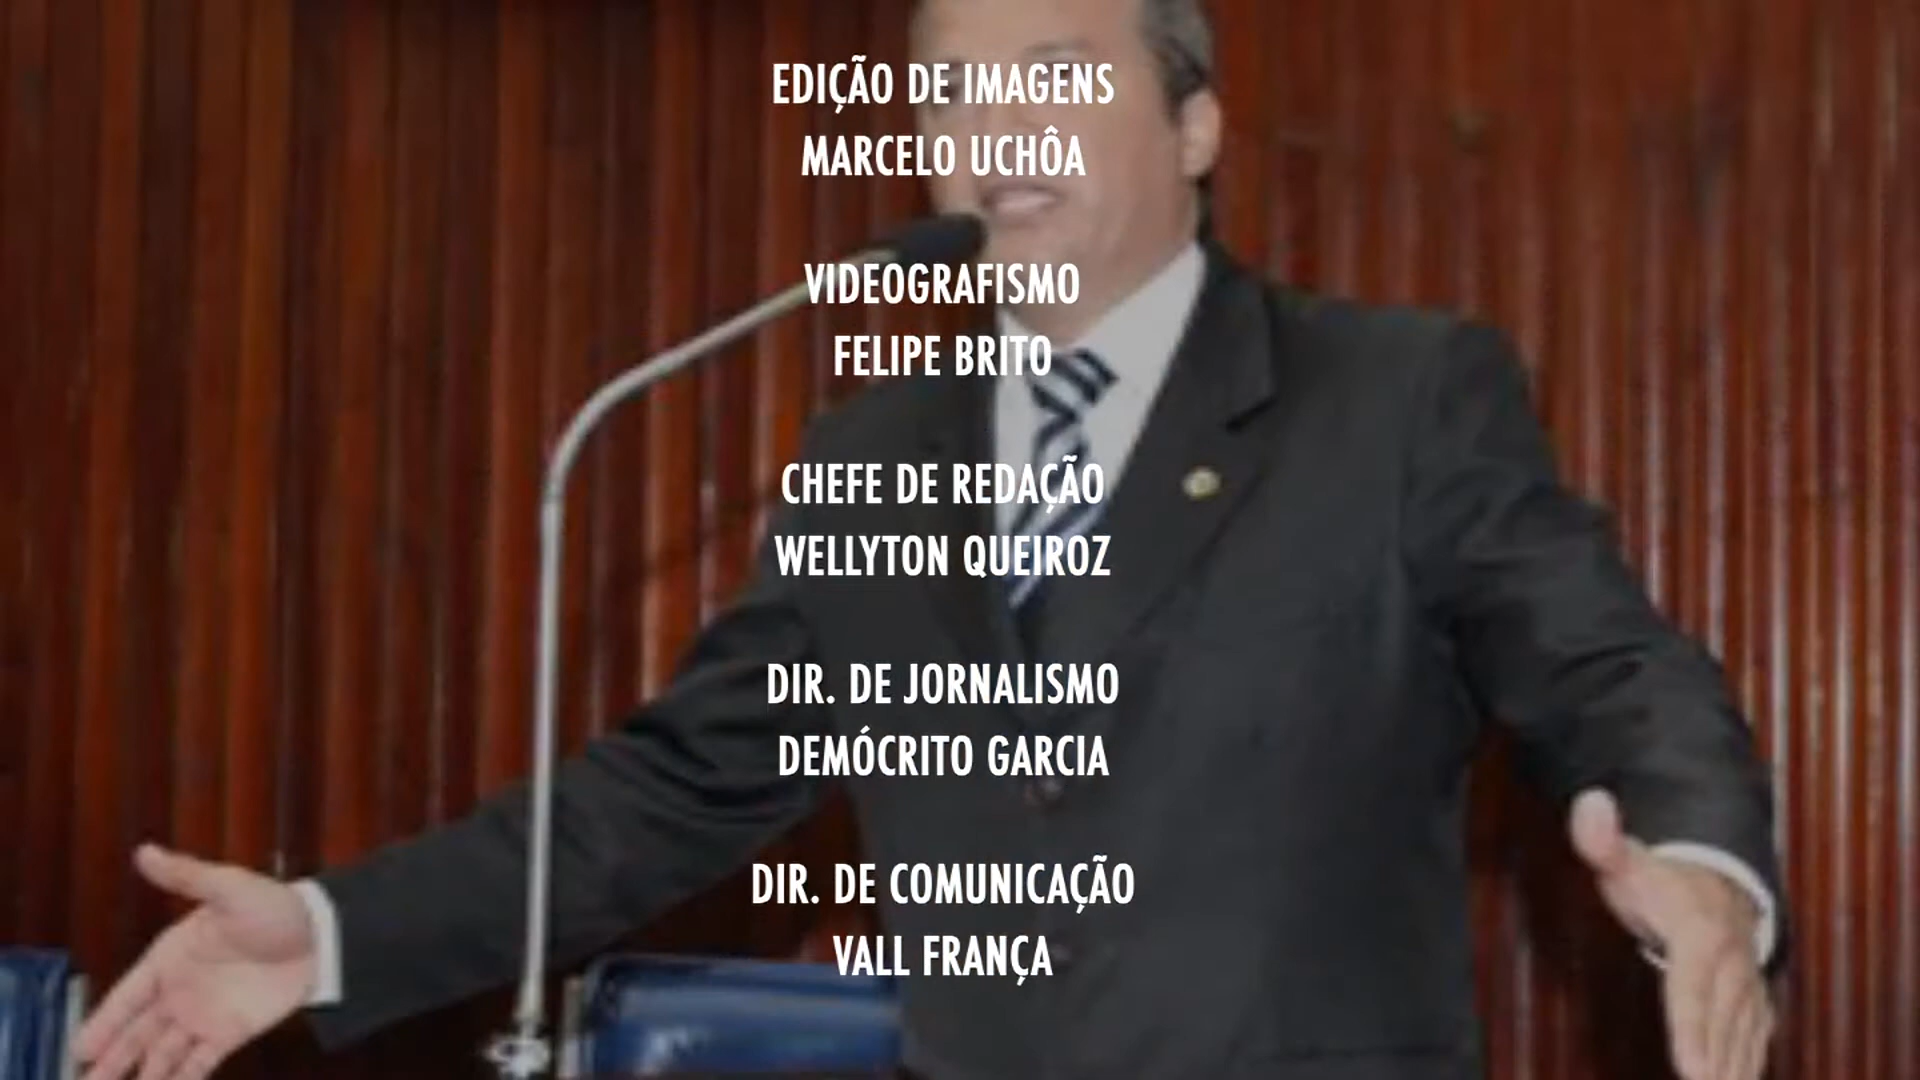 EDIÇÃO DE IMAGENS
MARCELO UCHÔA
VIDEOGRAFISMO
FELIPE BRITO
CHEFE DE REDAÇÃO
WELLYTON QUEIROZ
DIR. DE JORNALISMO
DEMÓCRITO GARCIA
DIR. DE COMUNICAÇÃO
VALL FRANÇA